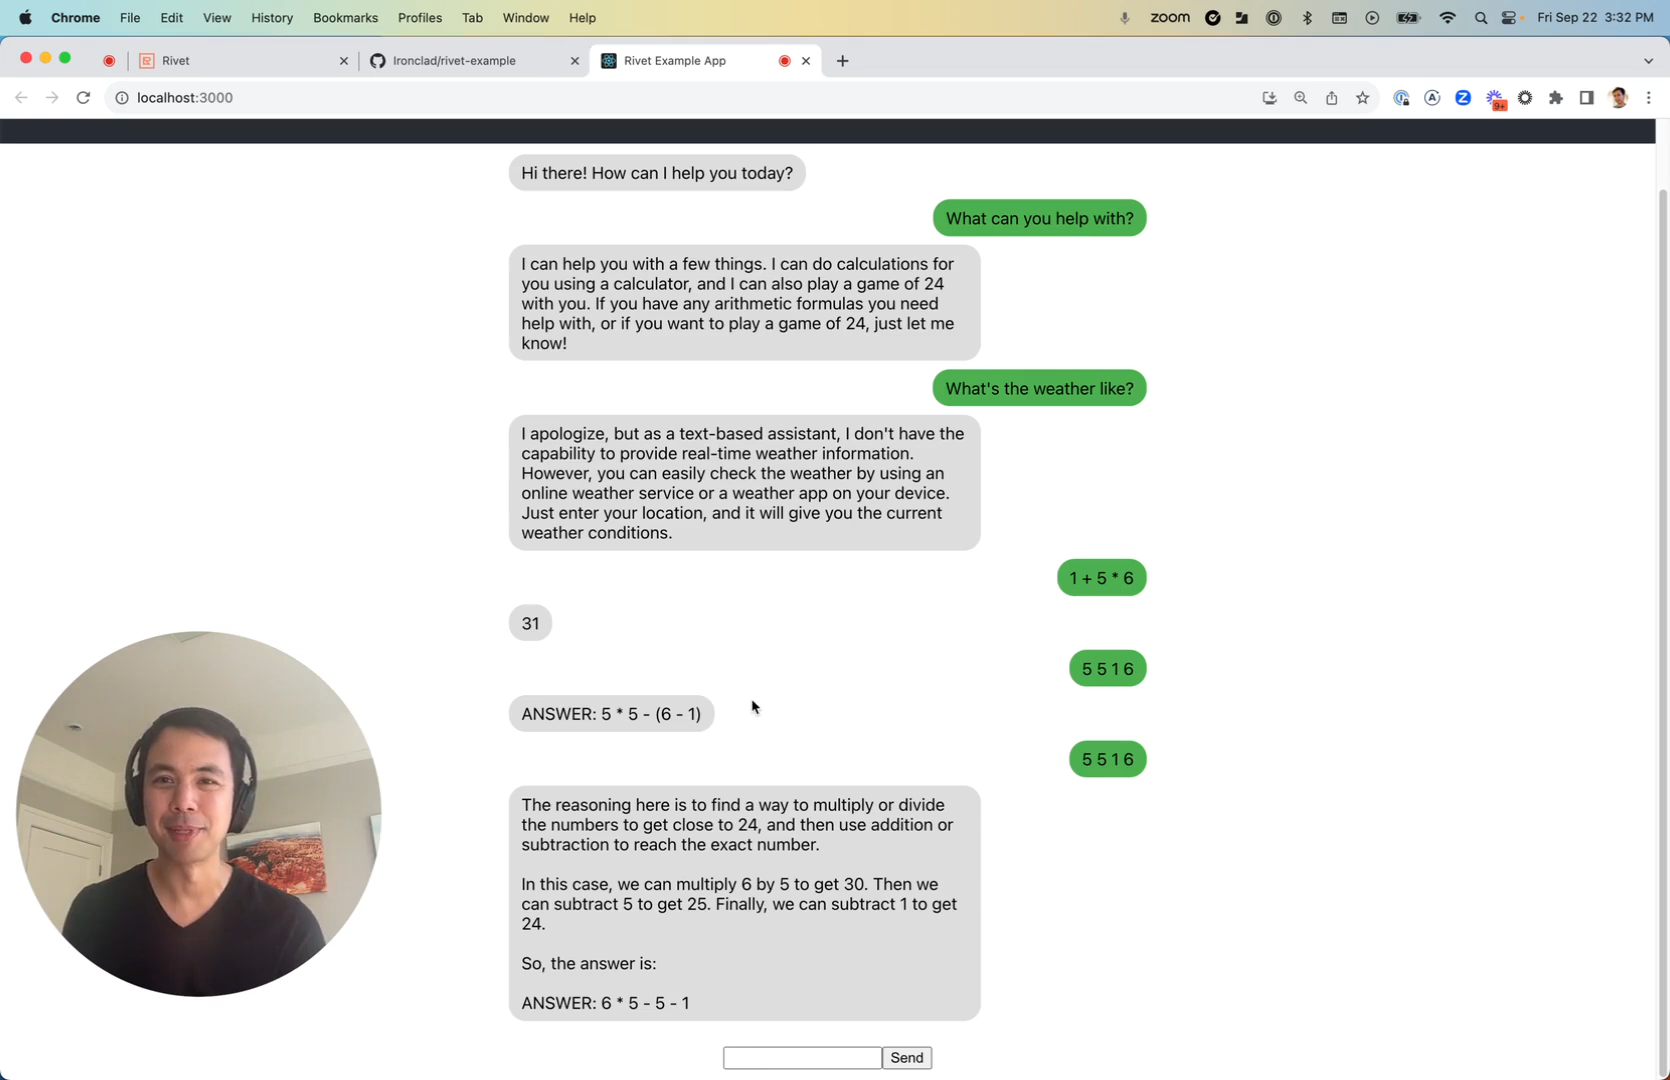 Chrome File Edit View History Bookmarks Profiles Tab Window Help zoom Fri Sep 22 3:32 PM
Rivet Ironclad/rivet-example Rivet Example App
localhost:3000 9+
Hi there! How can I help you today?
What can you help with?
I can help you with a few things. I can do calculations for
you using a calculator, and I can also play a game of 24
with you. If you have any arithmetic formulas you need
help with, or if you want to play a game of 24, just let me
know!
What's the weather like?
I apologize, but as a text-based assistant, I don't have the
capability to provide real-time weather information.
However, you can easily check the weather by using an
online weather service or a weather app on your device.
Just enter your location, and it will give you the current
weather conditions.
1 + 5 * 6
31
5 5 1 6
ANSWER: 5 * 5 - (6 - 1)
5 5 1 6
The reasoning here is to find a way to multiply or divide
the numbers to get close to 24, and then use addition or
subtraction to reach the exact number.
In this case, we can multiply 6 by 5 to get 30. Then we
can subtract 5 to get 25. Finally, we can subtract 1 to get
24.
So, the answer is:
ANSWER: 6 * 5 - 5 - 1
Send